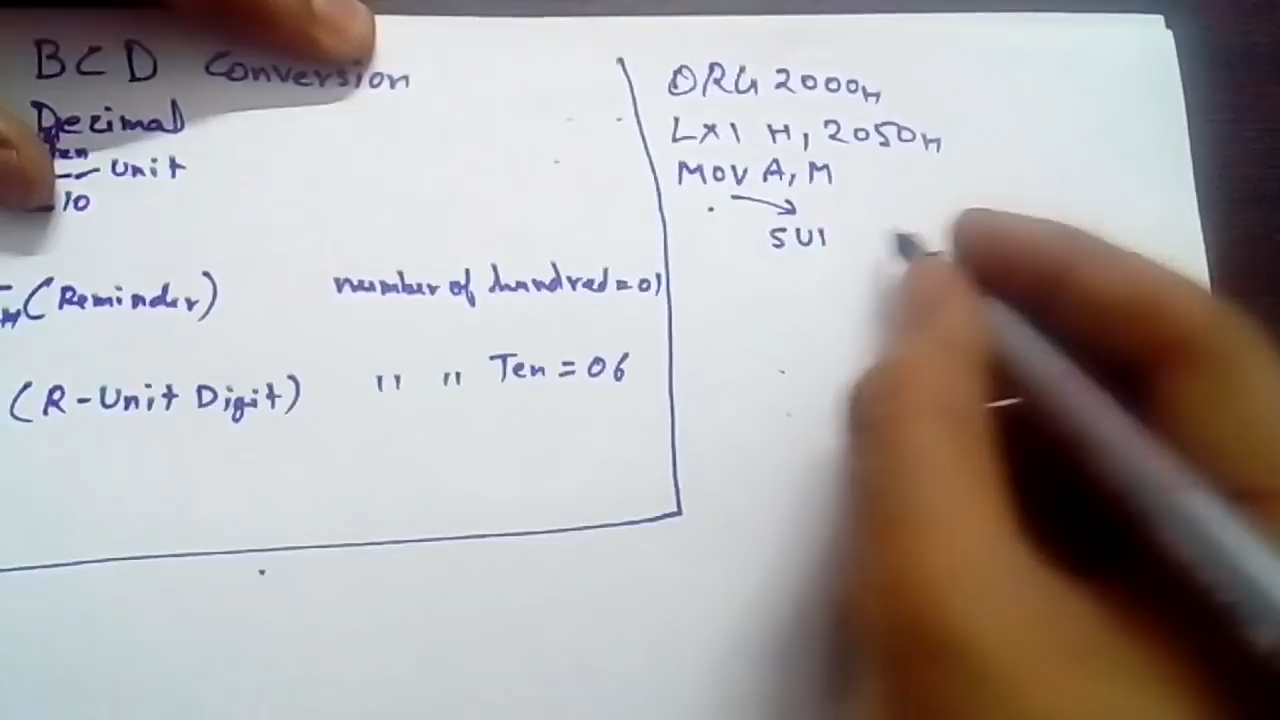 BCD Conversion
Decimal
Ten Unit
10
(Reminder)
number of hundred = 01
(R-Unit Digit)
" " Ten = 06
ORG 2000H
LXI H, 2050H
MOV A, M
SUI